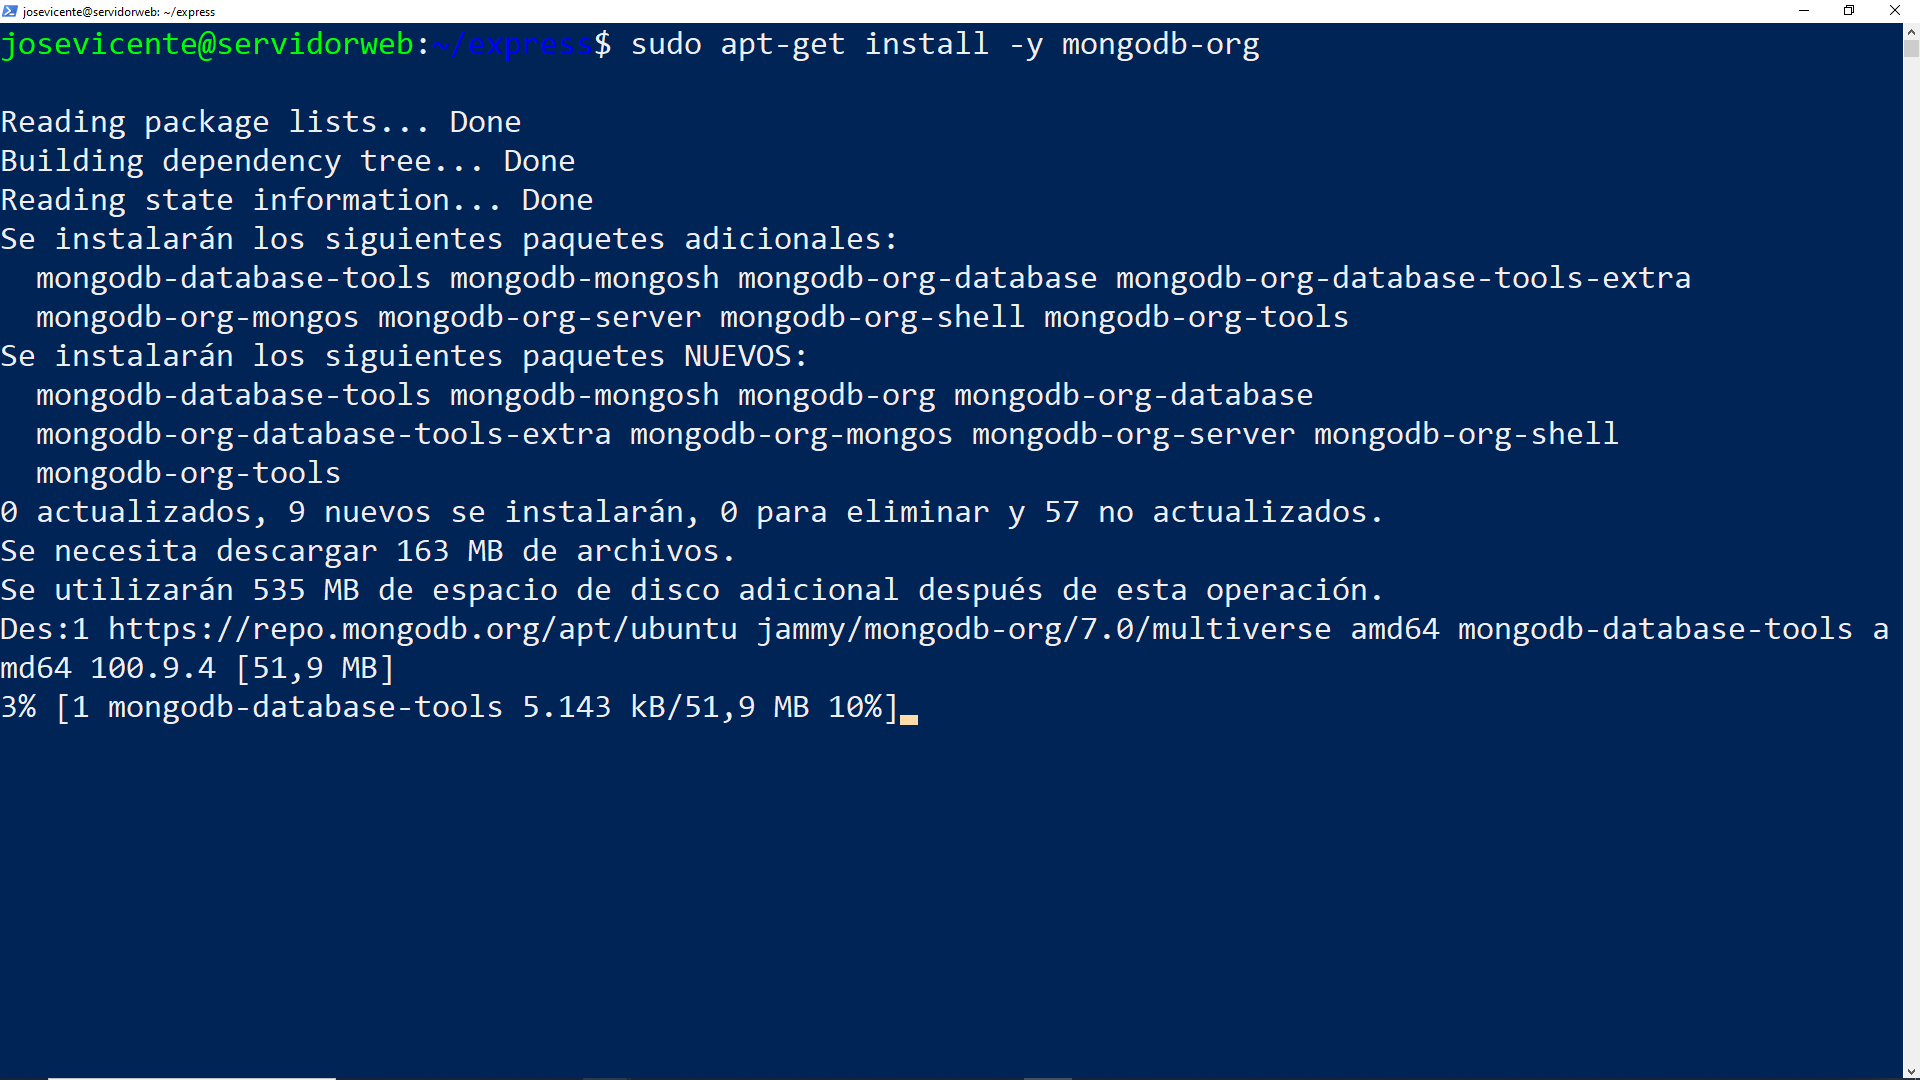 josevicente@servidorweb: ~/express
josevicente@servidorweb:~/express$ sudo apt-get install -y mongodb-org
Reading package lists... Done
Building dependency tree... Done
Reading state information... Done
Se instalarán los siguientes paquetes adicionales:
mongodb-database-tools mongodb-mongosh mongodb-org-database mongodb-org-database-tools-extra
mongodb-org-mongos mongodb-org-server mongodb-org-shell mongodb-org-tools
Se instalarán los siguientes paquetes NUEVOS:
mongodb-database-tools mongodb-mongosh mongodb-org mongodb-org-database
mongodb-org-database-tools-extra mongodb-org-mongos mongodb-org-server mongodb-org-shell
mongodb-org-tools
0 actualizados, 9 nuevos se instalarán, 0 para eliminar y 57 no actualizados.
Se necesita descargar 163 MB de archivos.
Se utilizarán 535 MB de espacio de disco adicional después de esta operación.
Des:1 https://repo.mongodb.org/apt/ubuntu jammy/mongodb-org/7.0/multiverse amd64 mongodb-database-tools a
md64 100.9.4 [51,9 MB]
3% [1 mongodb-database-tools 5.143 kB/51,9 MB 10%]